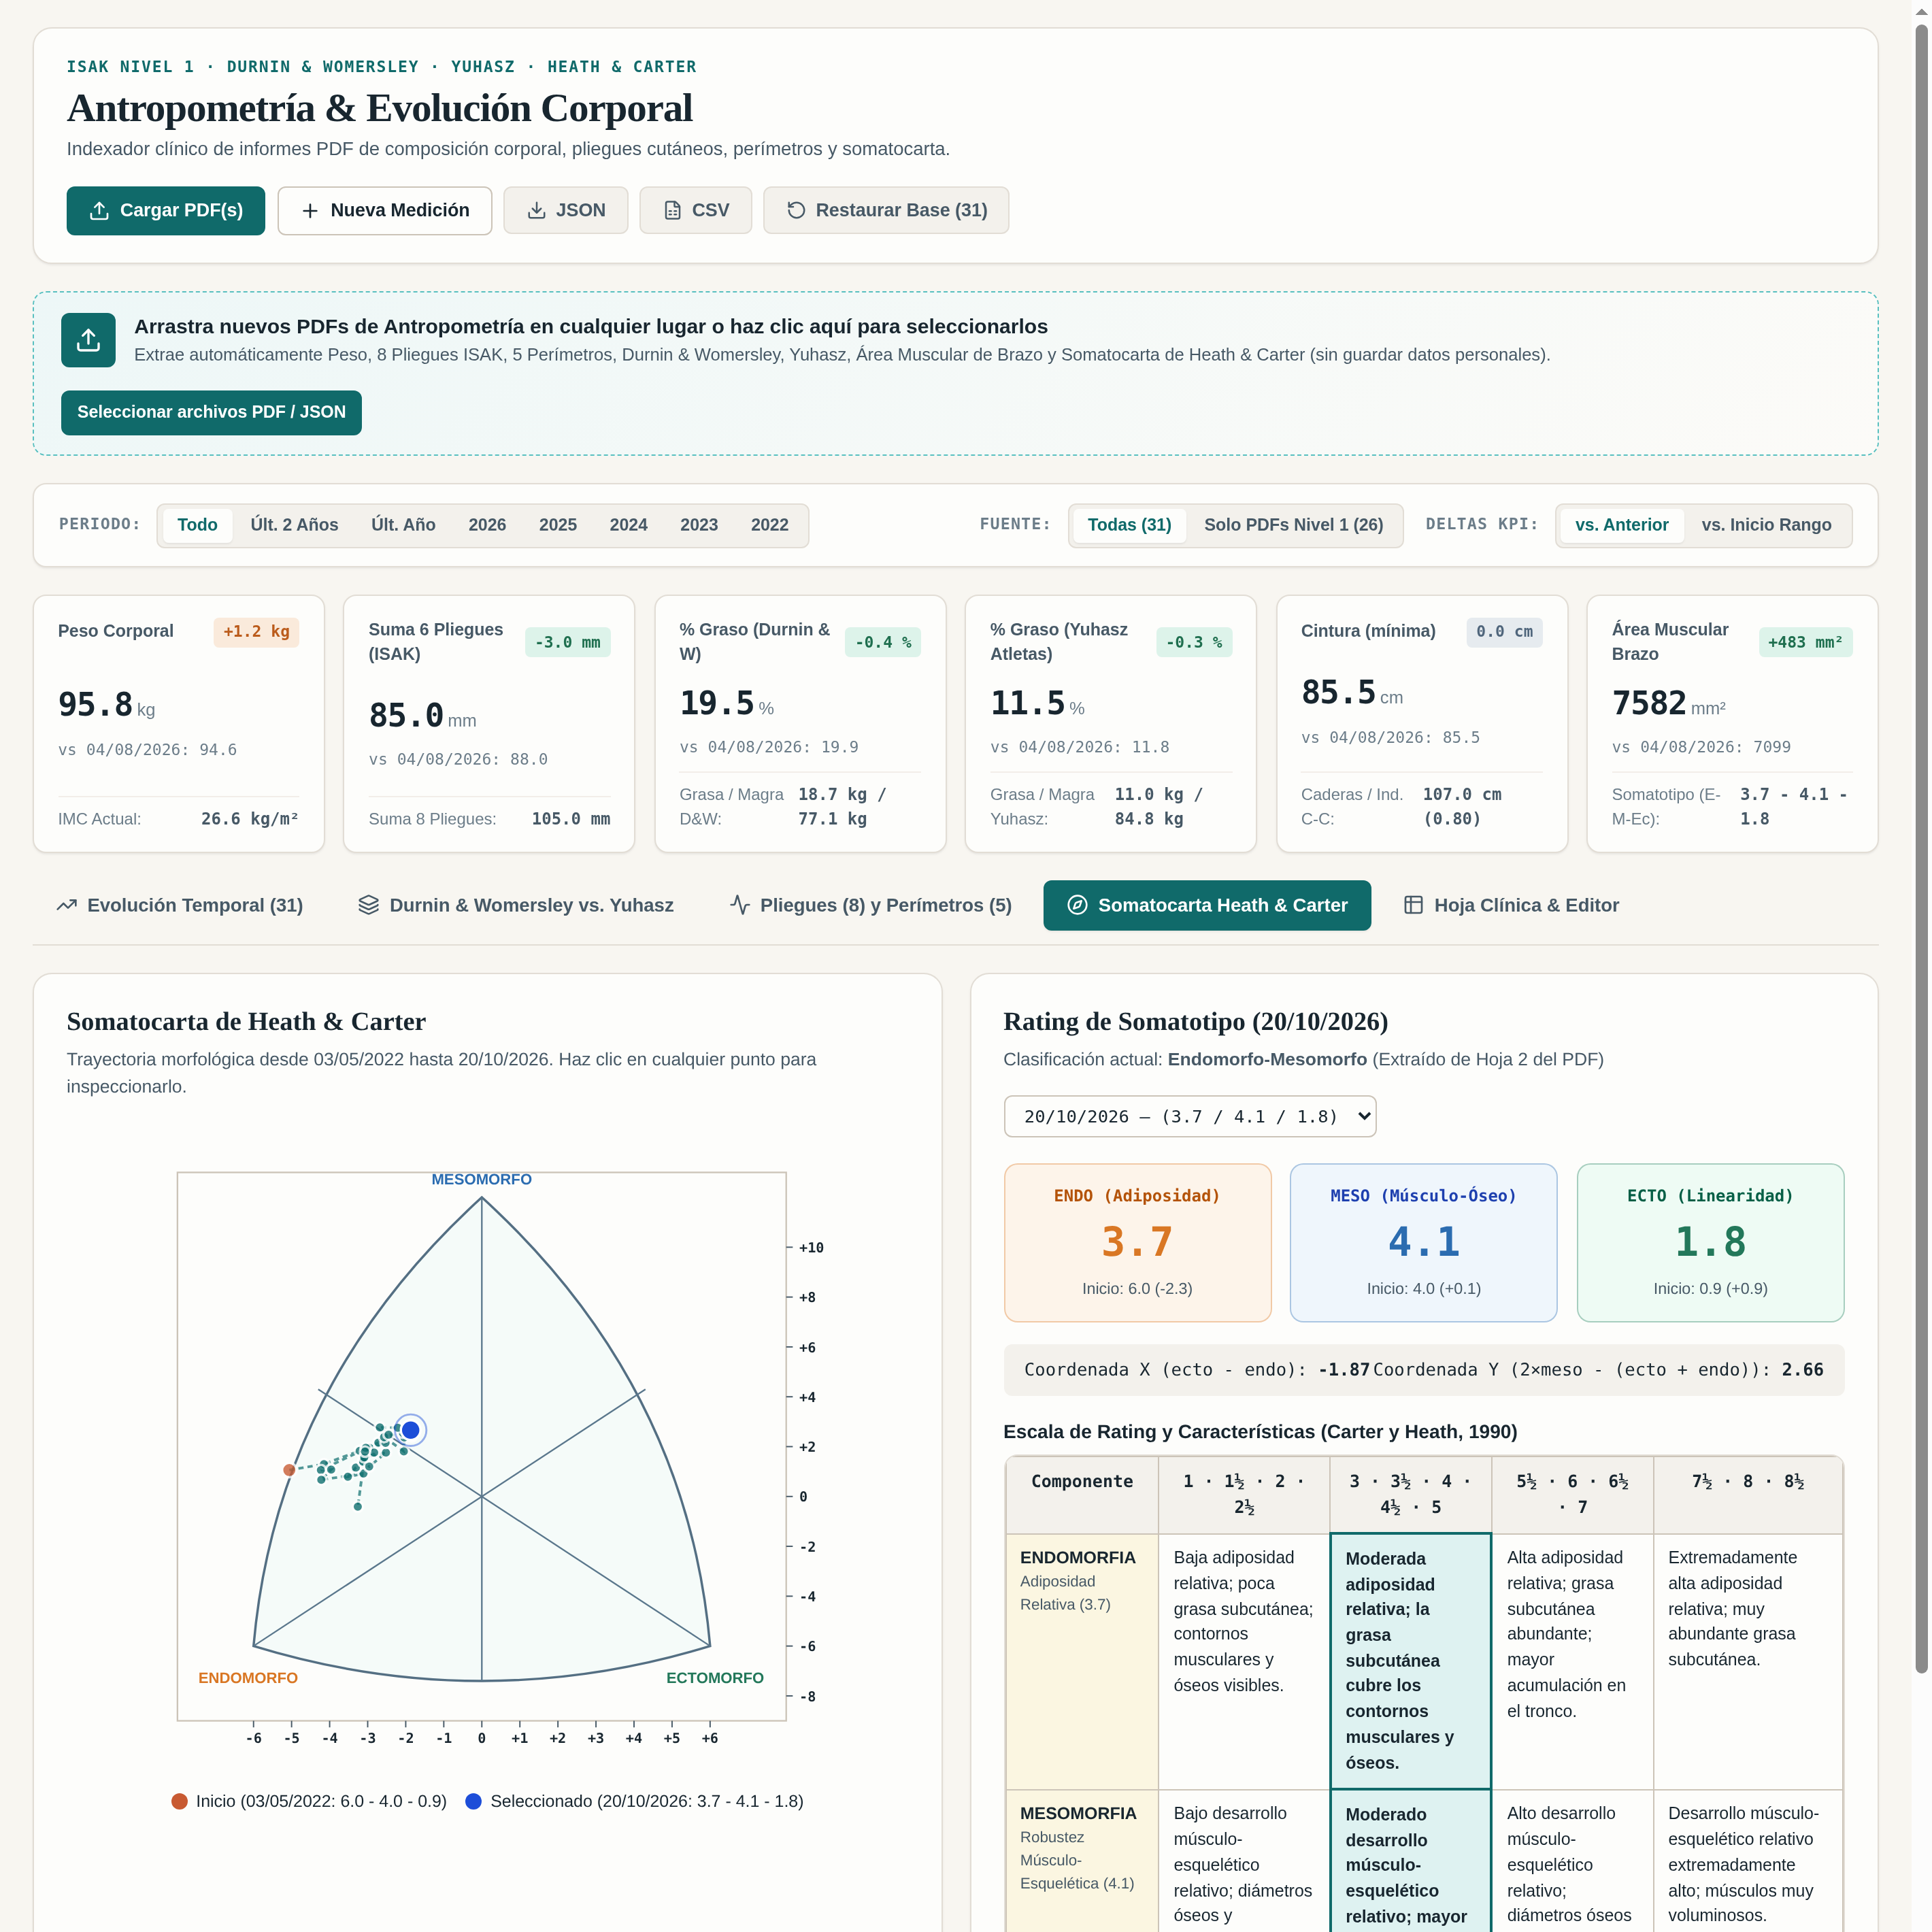 ISAK NIVEL 1 · DURNIN & WOMERSLEY · YUHASZ · HEATH & CARTER
Antropometría & Evolución Corporal
Indexador clínico de informes PDF de composición corporal, pliegues cutáneos, perímetros y somatocarta.
Cargar PDF(s)
Nueva Medición
JSON
CSV
Restaurar Base (31)
Arrastra nuevos PDFs de Antropometría en cualquier lugar o haz clic aquí para seleccionarlos
Extrae automáticamente Peso, 8 Pliegues ISAK, 5 Perímetros, Durnin & Womersley, Yuhasz, Área Muscular de Brazo y Somatocarta de Heath & Carter (sin guardar datos personales).
Seleccionar archivos PDF / JSON
PERIODO: Todo Últ. 2 Años Últ. Año 2026 2025 2024 2023 2022
FUENTE: Todas (31) Solo PDFs Nivel 1 (26)
DELTAS KPI: vs. Anterior vs. Inicio Rango
Peso Corporal
+1.2 kg
95.8 kg
vs 04/08/2026: 94.6
IMC Actual: 26.6 kg/m²
Suma 6 Pliegues
(ISAK)
-3.0 mm
85.0 mm
vs 04/08/2026: 88.0
Suma 8 Pliegues: 105.0 mm
% Graso (Durnin &
W)
-0.4 %
19.5 %
vs 04/08/2026: 19.9
Grasa / Magra
D&W:
18.7 kg /
77.1 kg
% Graso (Yuhasz
Atletas)
-0.3 %
11.5 %
vs 04/08/2026: 11.8
Grasa / Magra
Yuhasz:
11.0 kg /
84.8 kg
Cintura (mínima)
0.0 cm
85.5 cm
vs 04/08/2026: 85.5
Caderas / Ind.
C-C:
107.0 cm
(0.80)
Área Muscular
Brazo
+483 mm²
7582 mm²
vs 04/08/2026: 7099
Somatotipo (E-
M-Ec):
3.7 - 4.1 -
1.8
Evolución Temporal (31)
Durnin & Womersley vs. Yuhasz
Pliegues (8) y Perímetros (5)
Somatocarta Heath & Carter
Hoja Clínica & Editor
Somatocarta de Heath & Carter
Trayectoria morfológica desde 03/05/2022 hasta 20/10/2026. Haz clic en cualquier punto para
inspeccionarlo.
MESOMORFO
+10
+8
+6
+4
+2
0
-2
-4
-6
-8
ENDOMORFO
ECTOMORFO
-6 -5 -4 -3 -2 -1 0 +1 +2 +3 +4 +5 +6
Inicio (03/05/2022: 6.0 - 4.0 - 0.9)
Seleccionado (20/10/2026: 3.7 - 4.1 - 1.8)
Rating de Somatotipo (20/10/2026)
Clasificación actual: Endomorfo-Mesomorfo (Extraído de Hoja 2 del PDF)
20/10/2026 — (3.7 / 4.1 / 1.8)
ENDO (Adiposidad)
3.7
Inicio: 6.0 (-2.3)
MESO (Músculo-Óseo)
4.1
Inicio: 4.0 (+0.1)
ECTO (Linearidad)
1.8
Inicio: 0.9 (+0.9)
Coordenada X (ecto - endo): -1.87 Coordenada Y (2×meso - (ecto + endo)): 2.66
Escala de Rating y Características (Carter y Heath, 1990)
Componente
1 · 1½ · 2 ·
2½
3 · 3½ · 4 ·
4½ · 5
5½ · 6 · 6½
· 7
7½ · 8 · 8½
ENDOMORFIA
Adiposidad
Relativa (3.7)
Baja adiposidad
relativa; poca
grasa subcutánea;
contornos
musculares y
óseos visibles.
Moderada
adiposidad
relativa; la
grasa
subcutánea
cubre los
contornos
musculares y
óseos.
Alta adiposidad
relativa; grasa
subcutánea
abundante;
mayor
acumulación en
el tronco.
Extremadamente
alta adiposidad
relativa; muy
abundante grasa
subcutánea.
MESOMORFIA
Robustez
Músculo-
Esquelética (4.1)
Bajo desarrollo
músculo-
esquelético
relativo; diámetros
óseos y
Moderado
desarrollo
músculo-
esquelético
relativo; mayor
Alto desarrollo
músculo-
esquelético
relativo;
diámetros óseos
Desarrollo músculo-
esquelético relativo
extremadamente
alto; músculos muy
voluminosos.